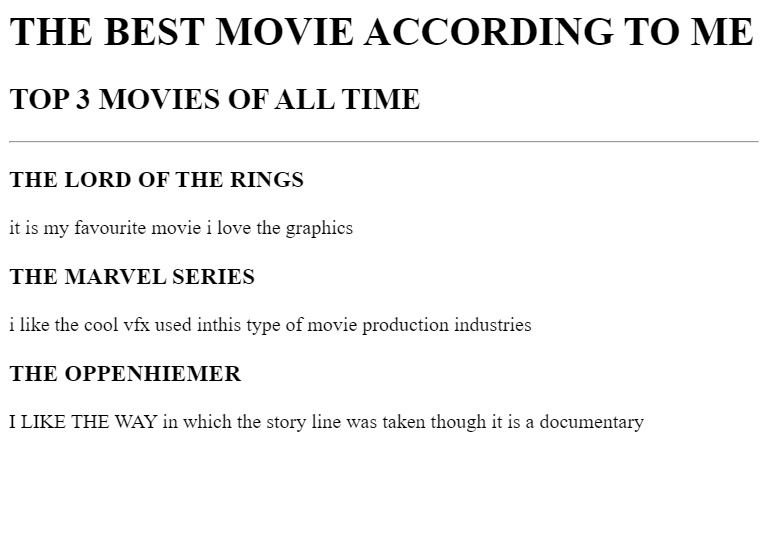 THE BEST MOVIE ACCORDING TO ME
TOP 3 MOVIES OF ALL TIME
THE LORD OF THE RINGS
it is my favourite movie i love the graphics
THE MARVEL SERIES
i like the cool vfx used inthis type of movie production industries
THE OPPENHIEMER
I LIKE THE WAY in which the story line was taken though it is a documentary